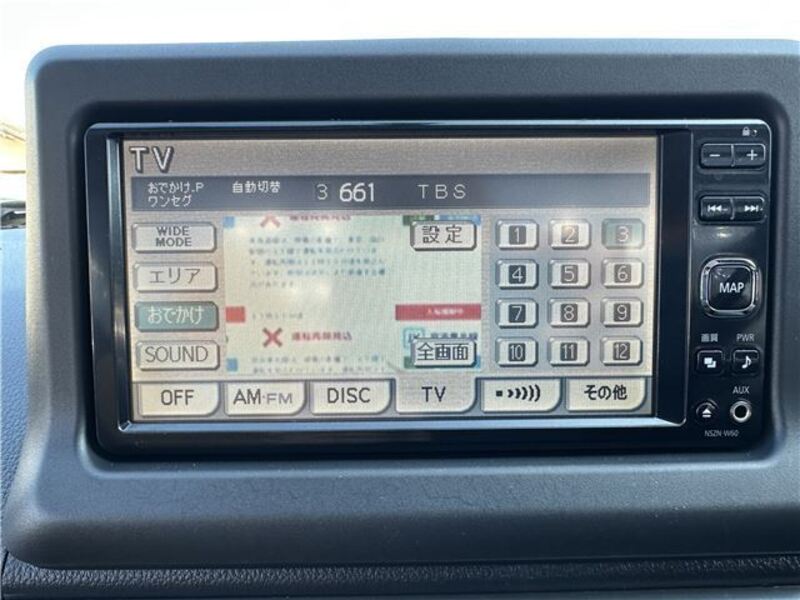 TV
おでかけ.P
ワンセグ
自動切替
3 661 TBS
WIDE
MODE
エリア
おでかけ
SOUND
設定
全画面
1 2 3
4 5 6
7 8 9
10 11 12
OFF AM・FM DISC TV その他
MAP
画質 PWR
AUX
NSZN-W60